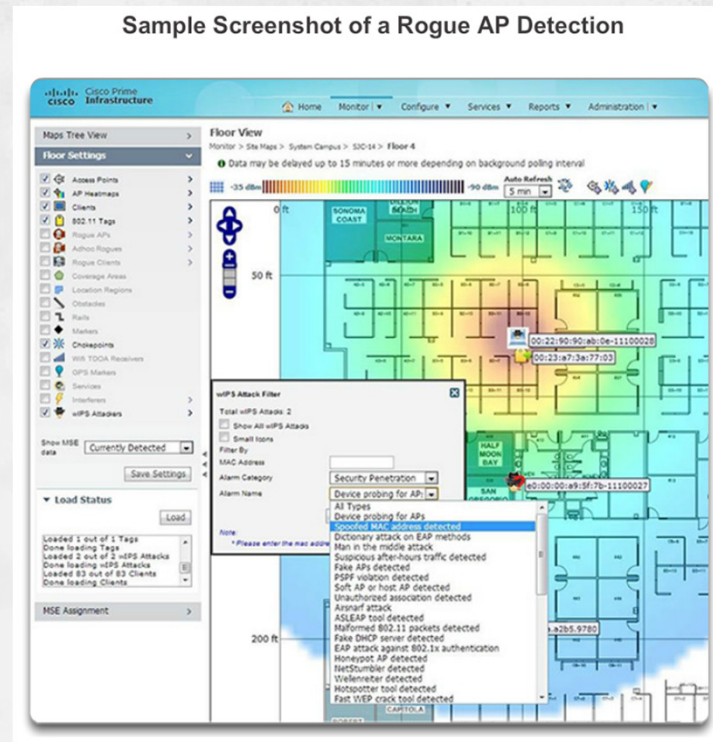 Sample Screenshot of a Rogue AP Detection
Cisco Prime
CISCO Infrastructure
Home Monitor Configure Services Reports Administration
Maps Tree View
Floor Settings
Access Points
AP Heatmaps
Clients
802.11 Tags
Rogue APs
Adhoc Rogues
Rogue Clients
Coverage Areas
Location Regions
Obstacles
Rails
Markers
Chokepoints
Wifi TDOA Receivers
GPS Markers
Services
Interferers
wIPS Attackers
Show MSE data Currently Detected
Save Settings
Load Status
Load
Loaded 1 out of 1 Tags
Done loading Tags
Loaded 2 out of 2 wIPS Attacks
Done loading wIPS Attacks
Loaded 83 out of 83 Clients
Done loading Clients
MSE Assignment
Floor View
Monitor > Site Maps > System Campus > SJC-14 > Floor 4
Data may be delayed up to 15 minutes or more depending on background polling interval
-35 dBm -90 dBm Auto Refresh
5 min
0 ft 100 ft 150 ft
SONOMA COAST
BEACH
MONTARA
50 ft
00:22:90:90:ab:0e-11100028
00:23:a7:3a:77:03
wIPS Attack Filter
Total wIPS Attacks: 2
Show All wIPS Attacks
Small Icons
Filter By
MAC Address
Alarm Category Security Penetration
Alarm Name Device probing for APs
All Types
Device probing for APs
Spoofed MAC address detected
Dictionary attack on EAP methods
Man in the middle attack
Suspicious after-hours traffic detected
Fake APs detected
PSPF violation detected
Soft AP or host AP detected
Unauthorized association detected
Airsnarf attack
ASLEAP tool detected
Malformed 802.11 packets detected
Fake DHCP server detected
EAP attack against 802.1x authentication
Honeypot AP detected
NetStumbler detected
Wellenreiter detected
Hotspotter tool detected
Fast WEP crack tool detected
Note:
* Please enter the mac addre
HALF MOON BAY
SAN GREGORIO
e0:00:00:a9:5f:7b-11100027
a2b5.9780
200 ft
CAPITOLA